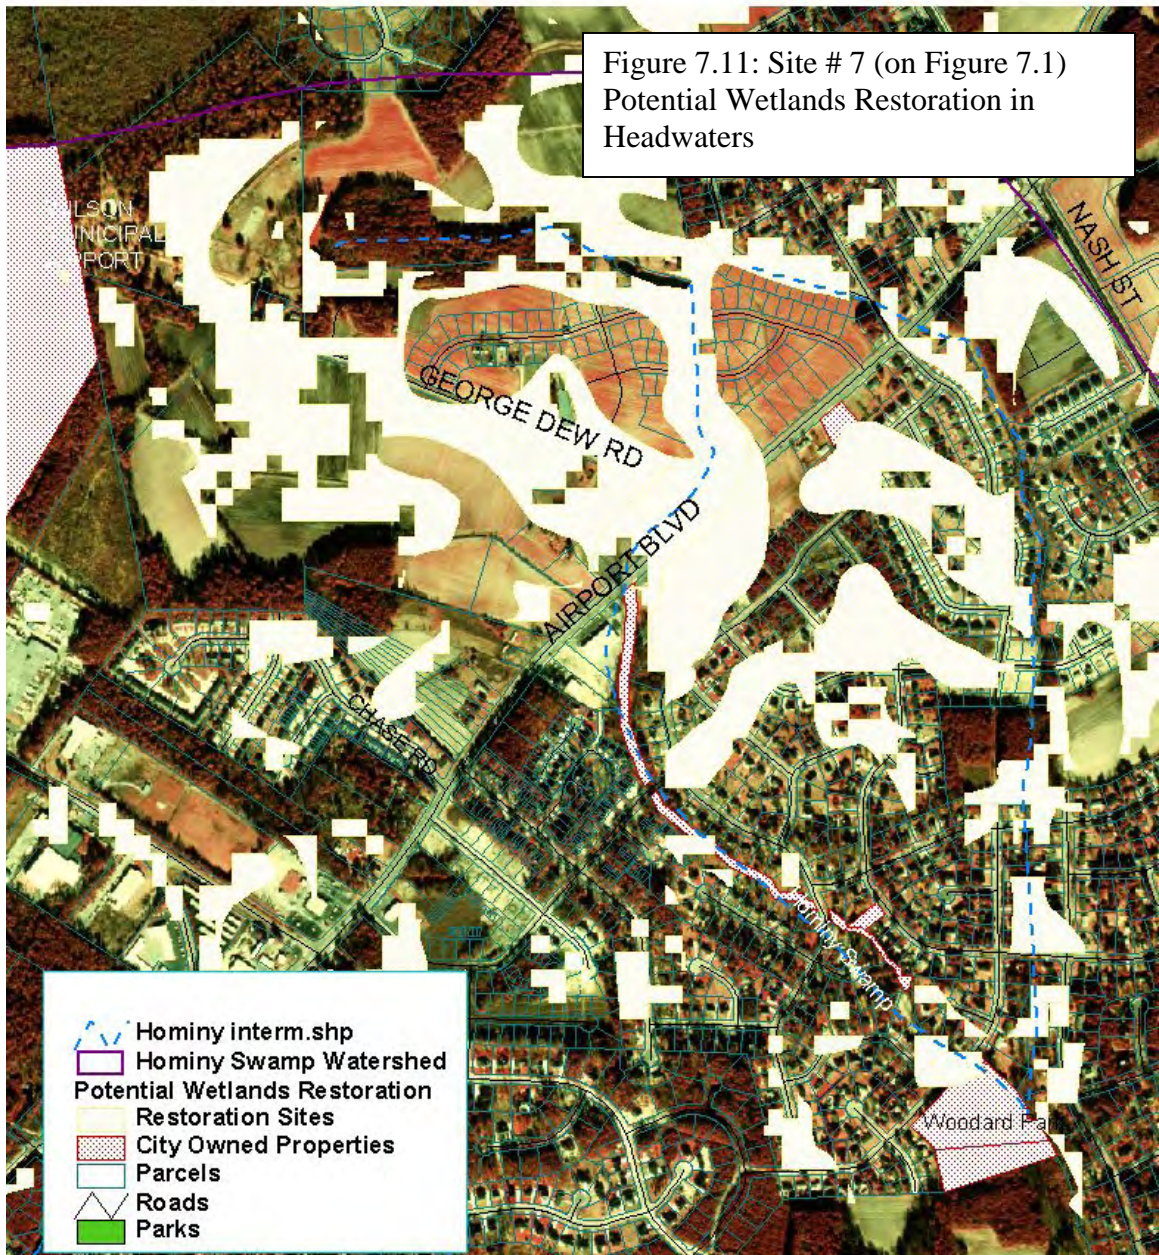 Figure 7.11: Site # 7 (on Figure 7.1)
Potential Wetlands Restoration in
Headwaters
NASH ST
GEORGE DEW RD
AIRPORT BLVD
CHASE RD
Hominy Swamp
Woodard Park
Hominy interm.shp
Hominy Swamp Watershed
Potential Wetlands Restoration
Restoration Sites
City Owned Properties
Parcels
Roads
Parks